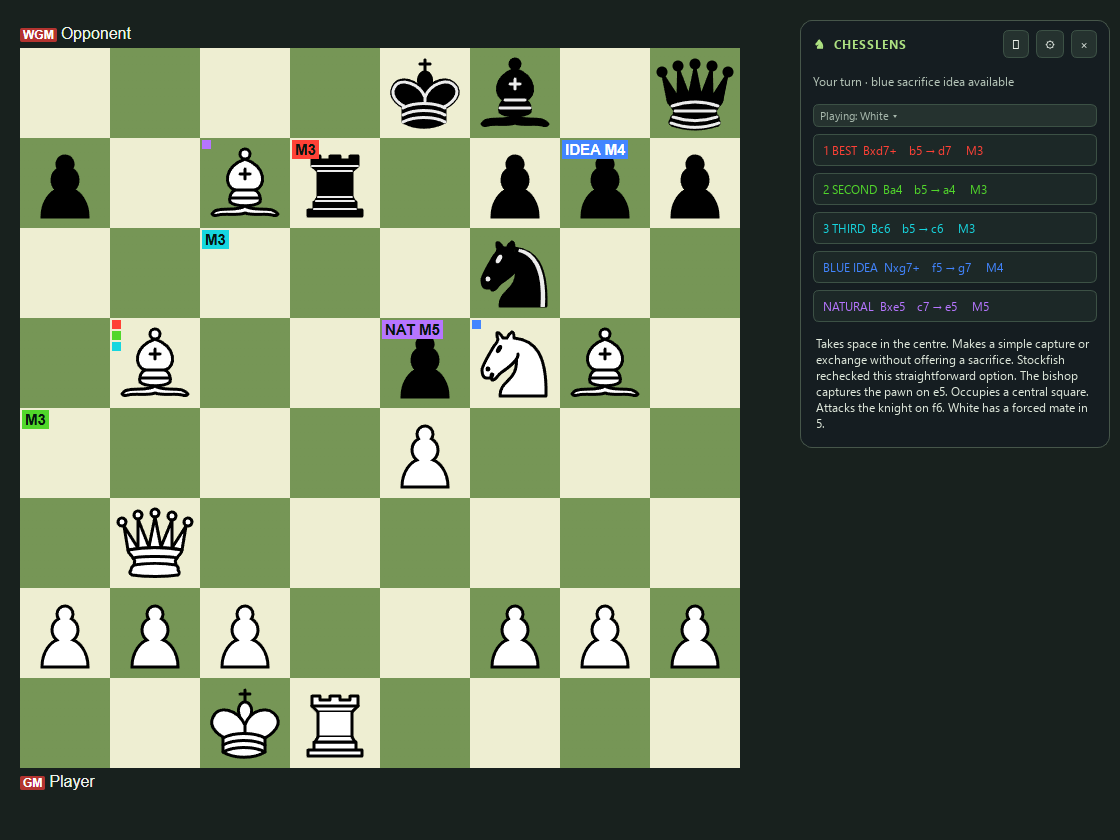 WGM Opponent
CHESSLENS
Your turn · blue sacrifice idea available
Playing: White
1 BEST Bxd7+ b5 → d7 M3
2 SECOND Ba4 b5 → a4 M3
3 THIRD Bc6 b5 → c6 M3
BLUE IDEA Nxg7+ f5 → g7 M4
NATURAL Bxe5 c7 → e5 M5
Takes space in the centre. Makes a simple capture or
exchange without offering a sacrifice. Stockfish
rechecked this straightforward option. The bishop
captures the pawn on e5. Occupies a central square.
Attacks the knight on f6. White has a forced mate in
5.
M3
IDEA M4
M3
NAT M5
M3
GM Player